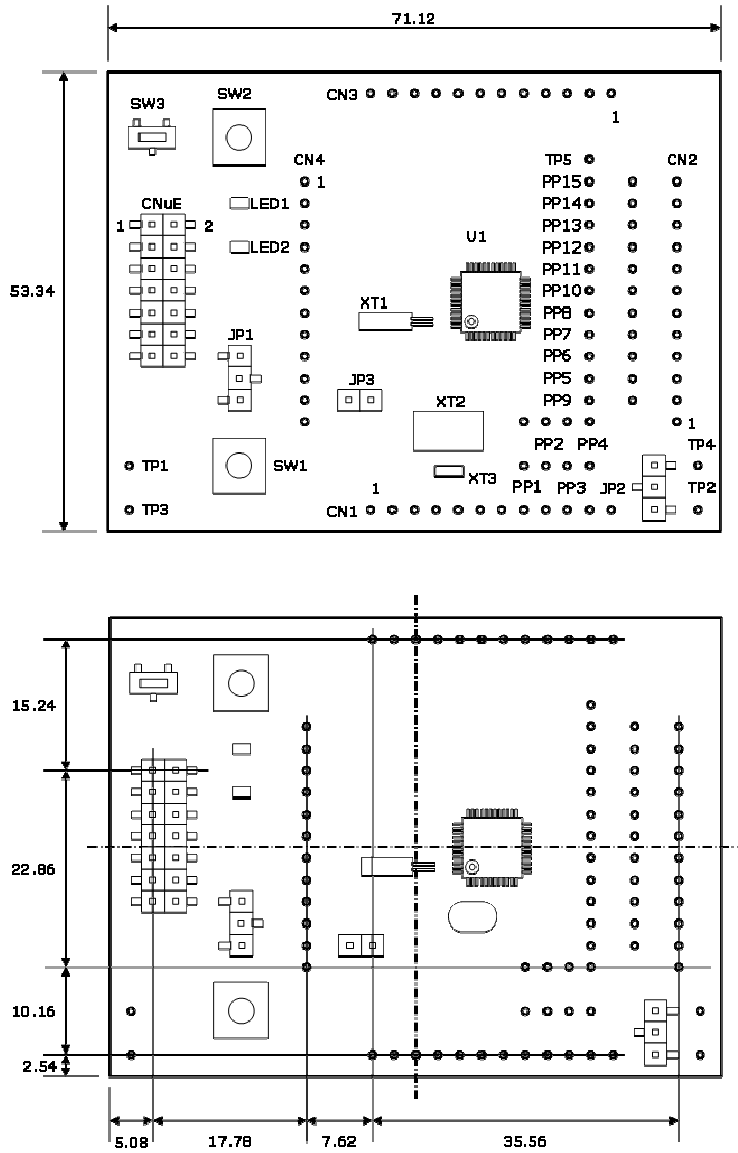 71.12
SW3
SW2
CN3
1
CN4
TP5
CN2
1
PP15
CNuE
LED1
PP14
1
2
PP13
U1
LED2
PP12
PP11
53.34
PP10
XT1
PP8
JP1
PP7
PP6
JP3
PP5
XT2
PP9
1
PP2 PP4
TP4
TP1
SW1
XT3
1
PP1 PP3 JP2
TP2
TP3
CN1
15.24
22.86
10.16
2.54
5.08
17.78
7.62
35.56